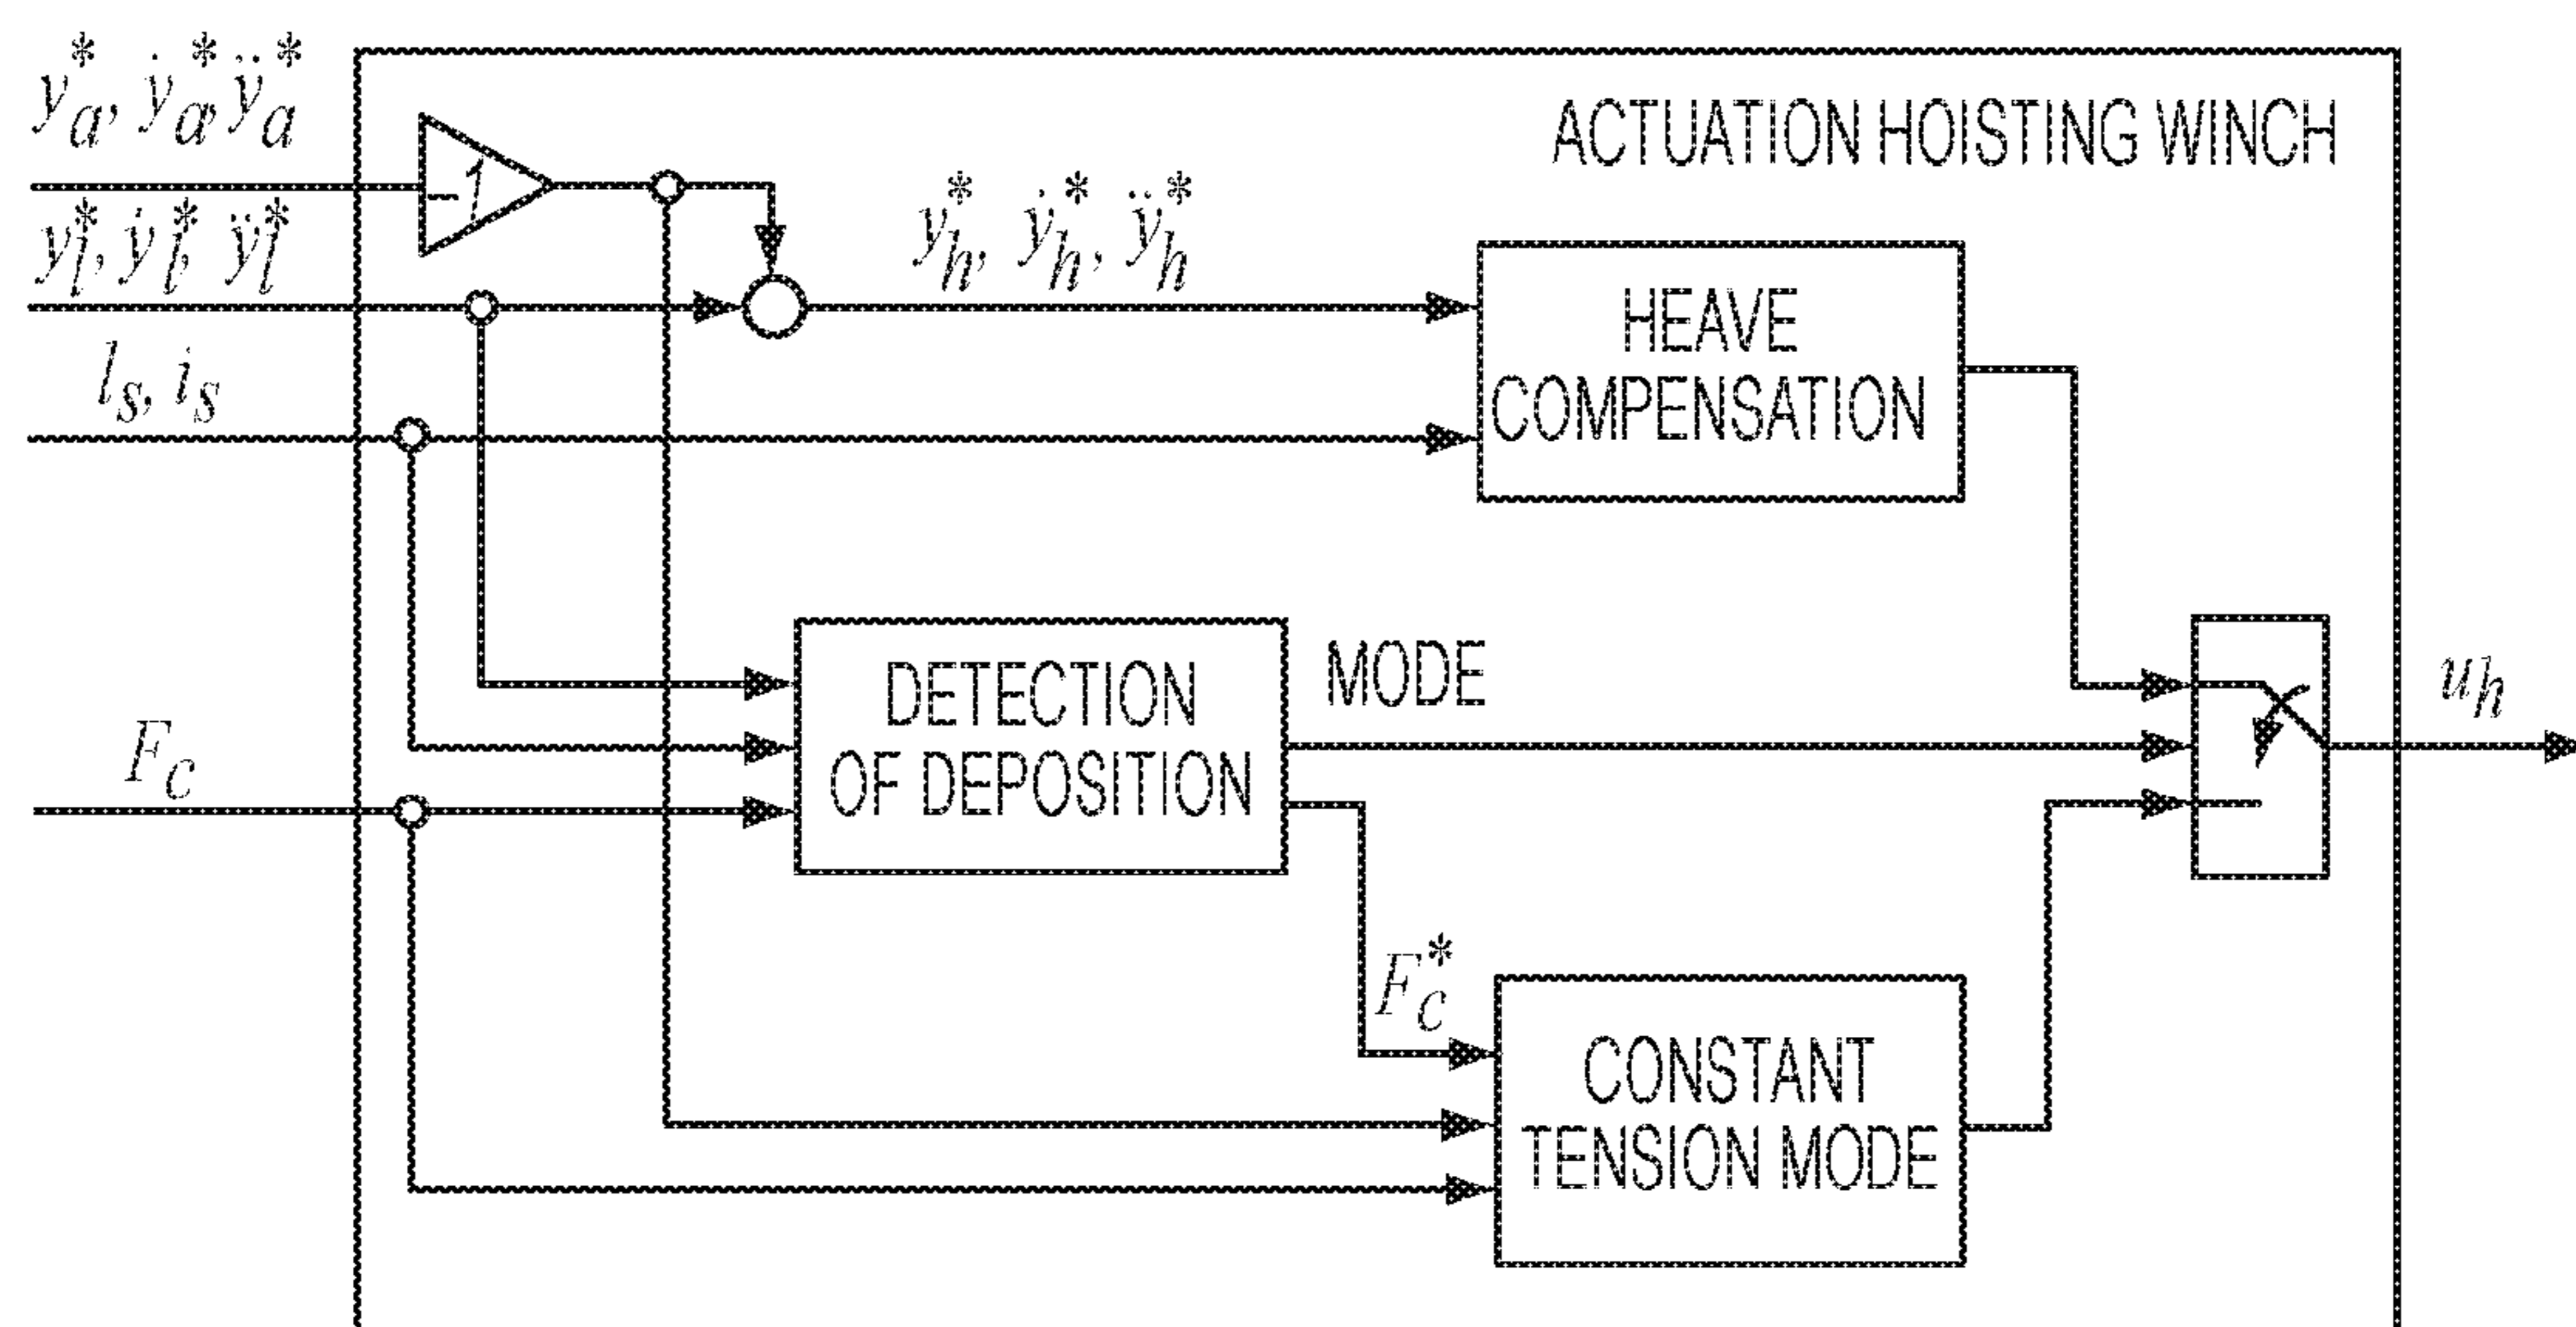 y*a, ẏ*a, ÿ*a
ACTUATION HOISTING WINCH
-1
y*l, ẏ*l, ÿ*l
y*h, ẏ*h, ÿ*h
HEAVE
COMPENSATION
ls, is
DETECTION
OF DEPOSITION
MODE
uh
Fc
F*c
CONSTANT
TENSION MODE